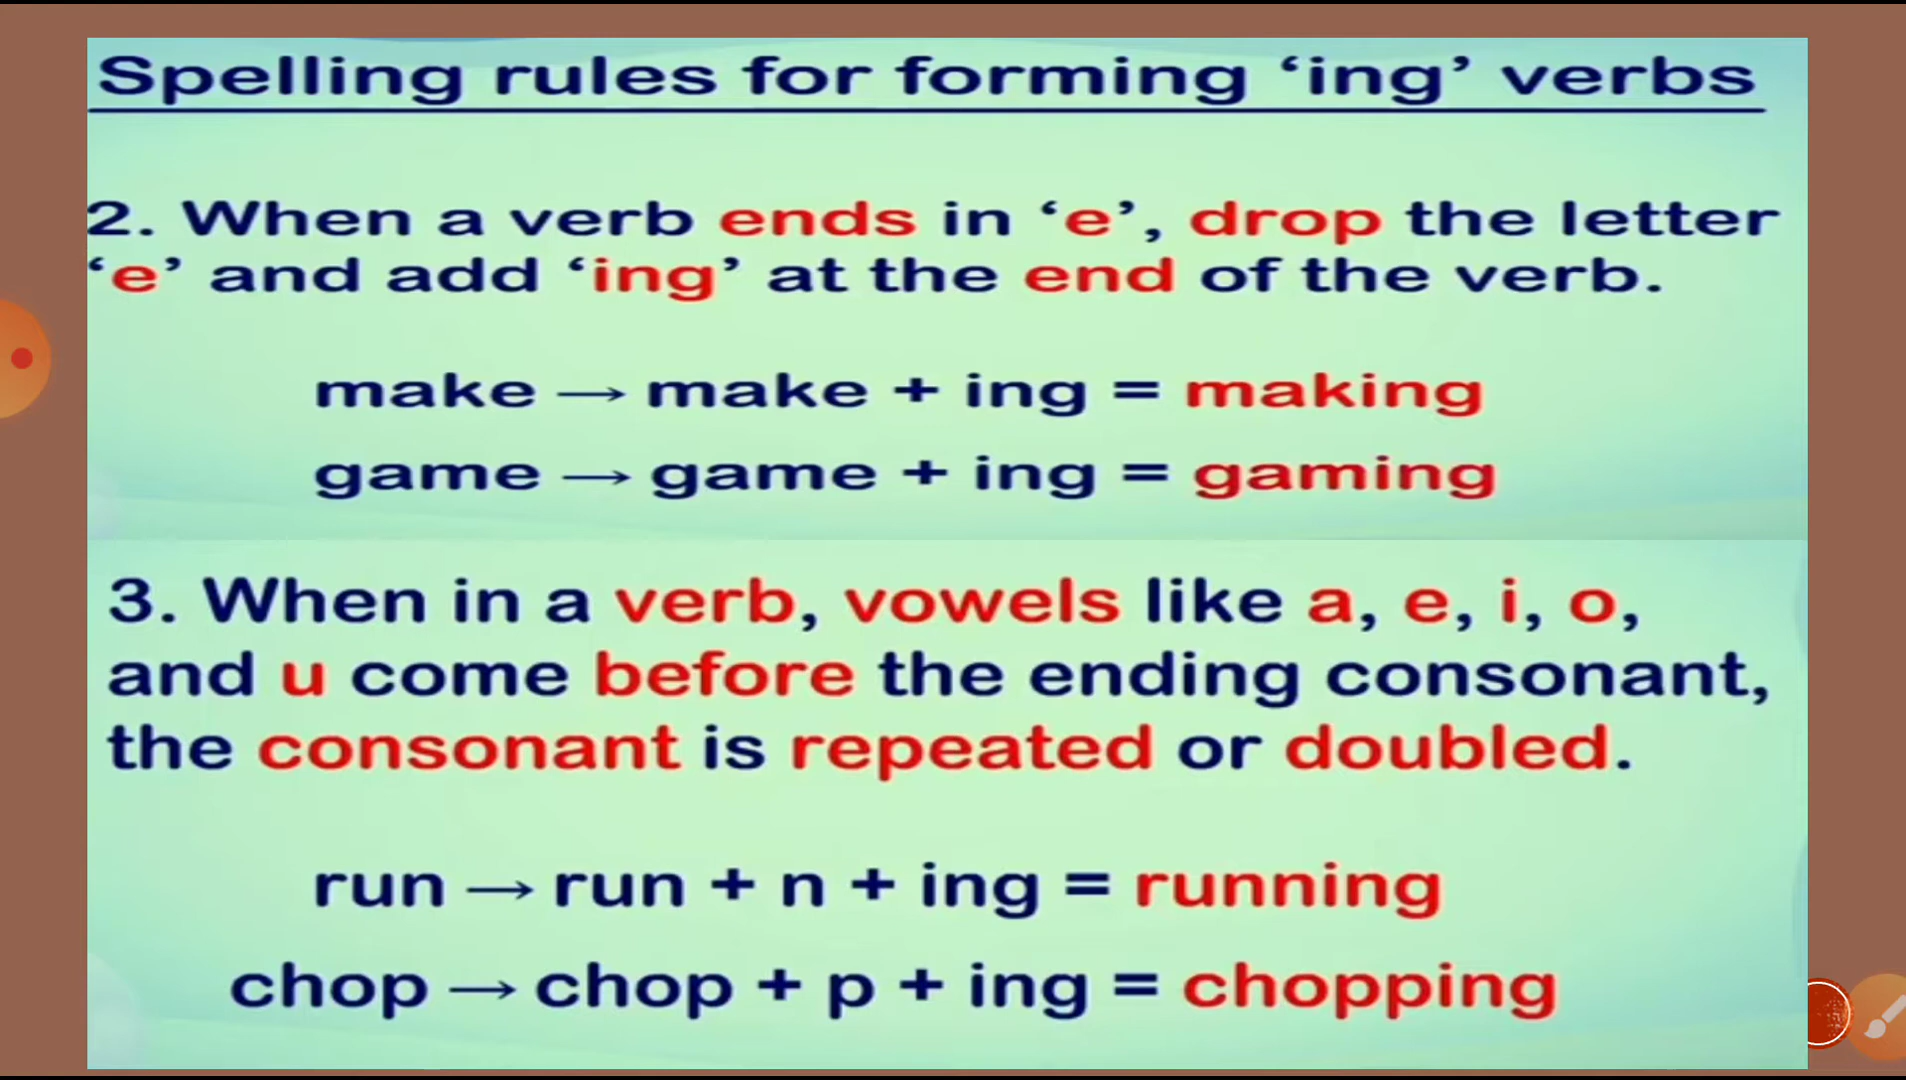 Spelling rules for forming ‘ing’ verbs
2. When a verb ends in ‘e’, drop the letter
‘e’ and add ‘ing’ at the end of the verb.
make → make + ing = making
game → game + ing = gaming
3. When in a verb, vowels like a, e, i, o,
and u come before the ending consonant,
the consonant is repeated or doubled.
run → run + n + ing = running
chop → chop + p + ing = chopping